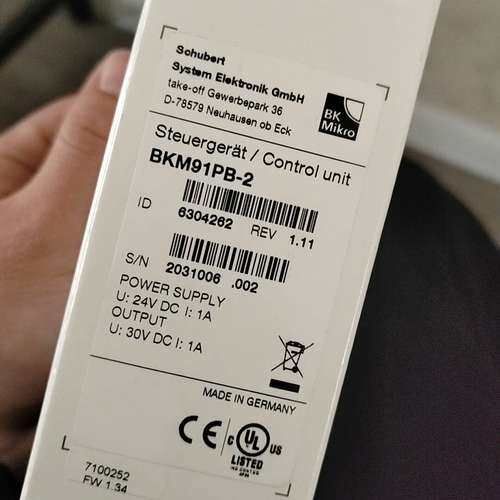 Schubert
System Elektronik GmbH
take-off Gewerbepark 36
D-78579 Neuhausen ob Eck
BK
Mikro
Steuergerät / Control unit
BKM91PB-2
ID 6304262 REV 1.11
S/N 2031006 .002
POWER SUPPLY
U: 24V DC I: 1A
OUTPUT
U: 30V DC I: 1A
MADE IN GERMANY
CE c UL US
LISTED
7100252
FW 1.34